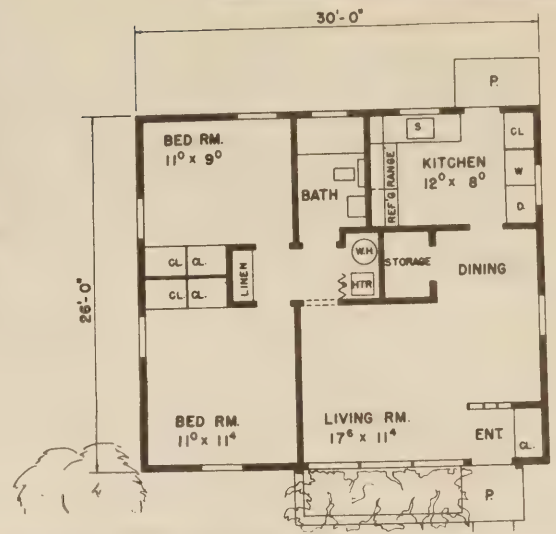 30'-0"
P.
BED RM.
11⁰ x 9⁰
S
CL
KITCHEN
12⁰ x 8⁰
W
D.
REF'G RANGE
BATH
W.H
STORAGE
DINING
CL. CL.
LINEN
HTR
CL. CL.
26'-0"
BED RM.
11⁰ x 11⁴
LIVING RM.
17⁶ x 11⁴
ENT.
CL.
P.